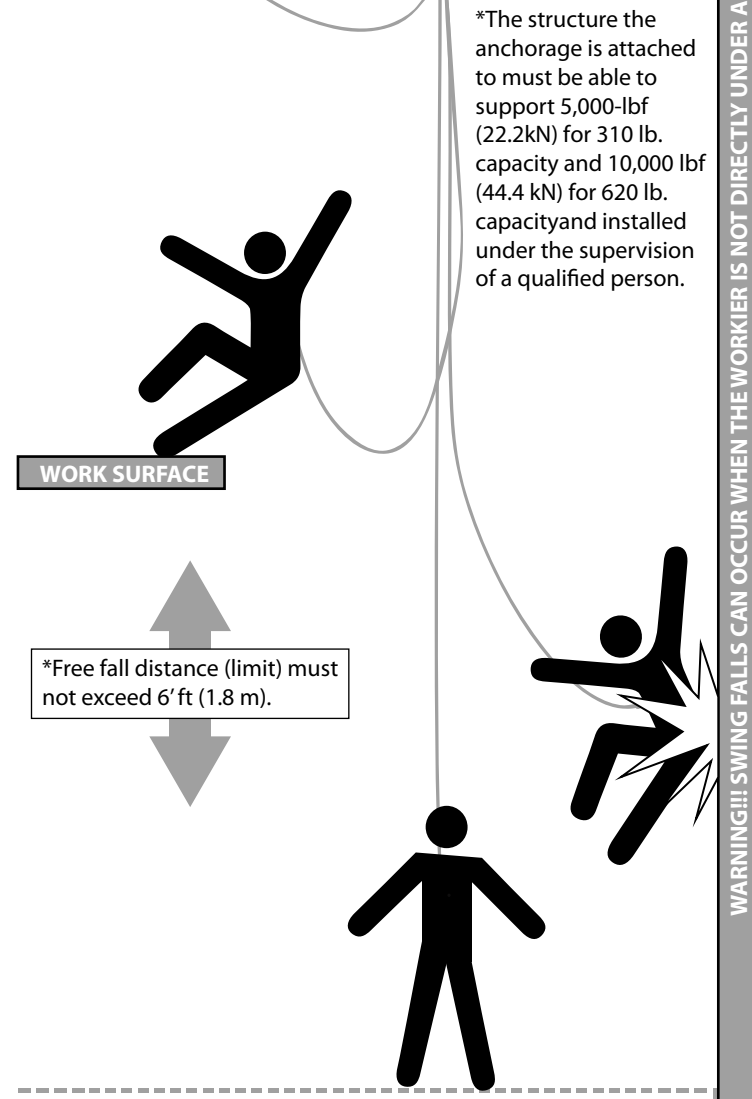 *The structure the
anchorage is attached
to must be able to
support 5,000-lbf
(22.2kN) for 310 lb.
capacity and 10,000 lbf
(44.4 kN) for 620 lb.
capacityand installed
under the supervision
of a qualified person.
WORK SURFACE
*Free fall distance (limit) must
not exceed 6' ft (1.8 m).
WARNING!!! SWING FALLS CAN OCCUR WHEN THE WORKIER IS NOT DIRECTLY UNDER A